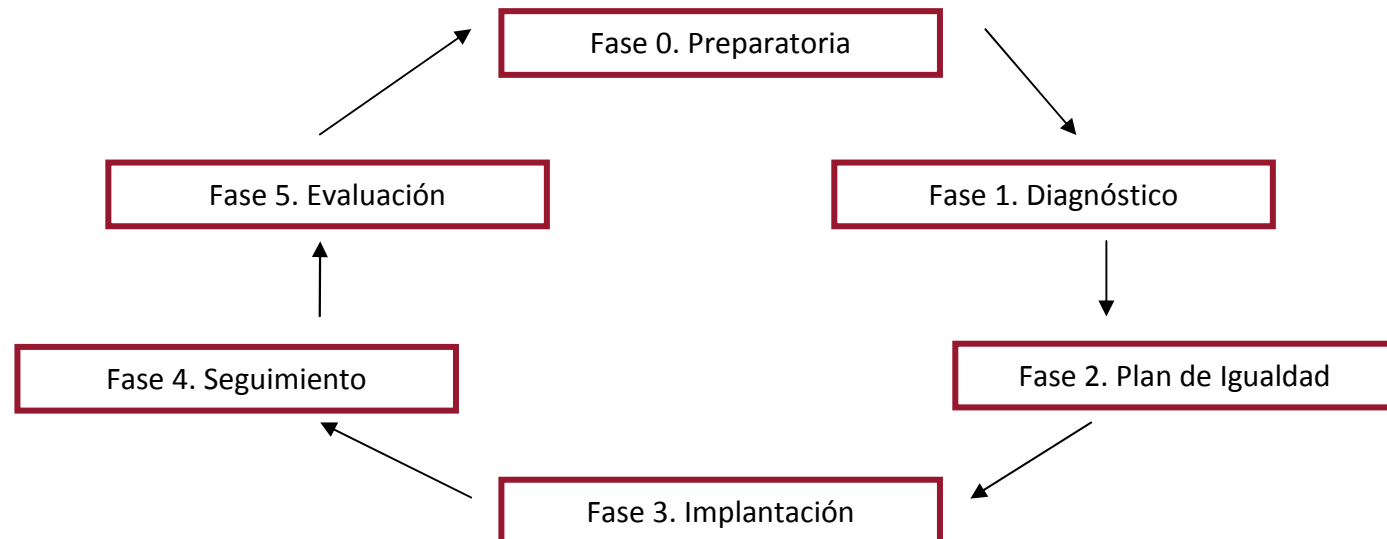 Fase 0. Preparatoria
Fase 5. Evaluación
Fase 1. Diagnóstico
Fase 4. Seguimiento
Fase 2. Plan de Igualdad
Fase 3. Implantación